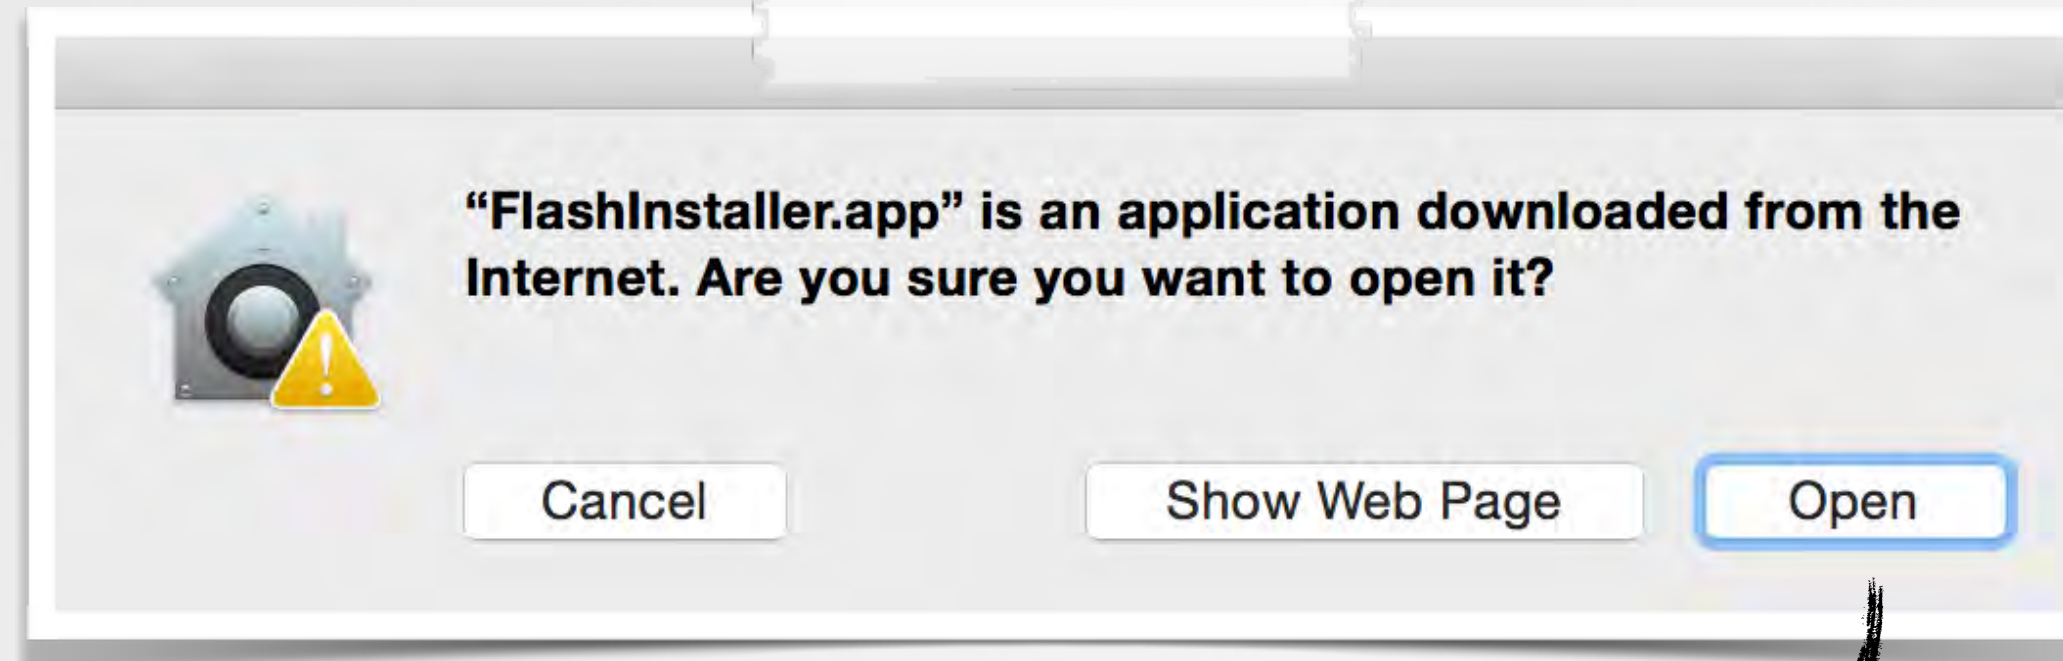 “FlashInstaller.app” is an application downloaded from the
Internet. Are you sure you want to open it?
Cancel Show Web Page Open